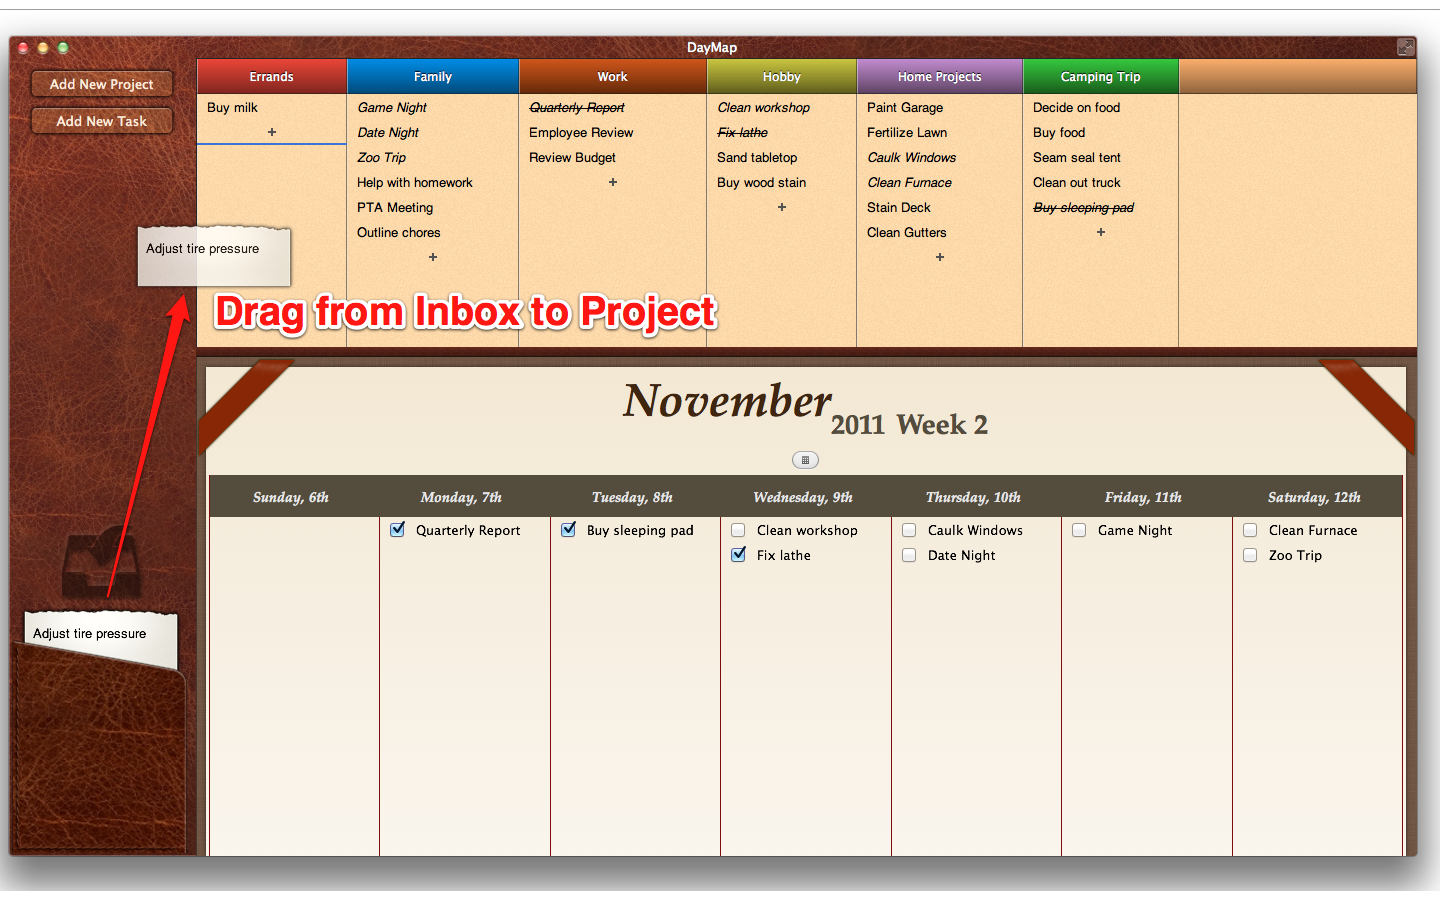 DayMap
Add New Project
Add New Task
Errands
Family
Work
Hobby
Home Projects
Camping Trip
Buy milk
+
Game Night
Date Night
Zoo Trip
Help with homework
PTA Meeting
Outline chores
+
Quarterly Report
Employee Review
Review Budget
+
Clean workshop
Fix lathe
Sand tabletop
Buy wood stain
+
Paint Garage
Fertilize Lawn
Caulk Windows
Clean Furnace
Stain Deck
Clean Gutters
+
Decide on food
Buy food
Seam seal tent
Clean out truck
Buy sleeping pad
+
Adjust tire pressure
Drag from Inbox to Project
Adjust tire pressure
November
2011 Week 2
Sunday, 6th
Monday, 7th
Tuesday, 8th
Wednesday, 9th
Thursday, 10th
Friday, 11th
Saturday, 12th
Quarterly Report
Buy sleeping pad
Clean workshop
Fix lathe
Caulk Windows
Date Night
Game Night
Clean Furnace
Zoo Trip